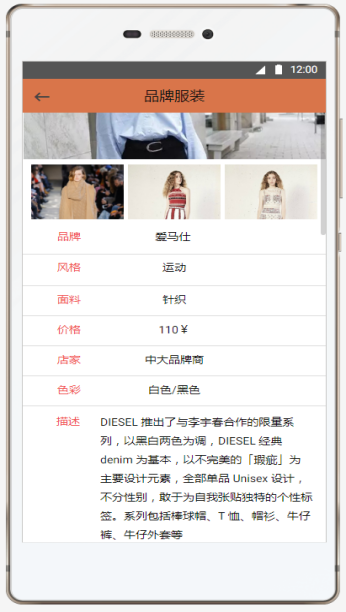 12:00
←品牌服装
品牌 爱马仕
风格 运动
面料 针织
价格 110￥
店家 中大品牌商
色彩 白色/黑色
描述 DIESEL 推出了与李宇春合作的限量系
列，以黑白两色为调，DIESEL 经典
denim 为基本，以不完美的「瑕疵」为
主要设计元素，全部单品 Unisex 设计，
不分性别，敢于为自我张贴独特的个性标
签。系列包括棒球帽、T 恤、帽衫、牛仔
裤、牛仔外套等